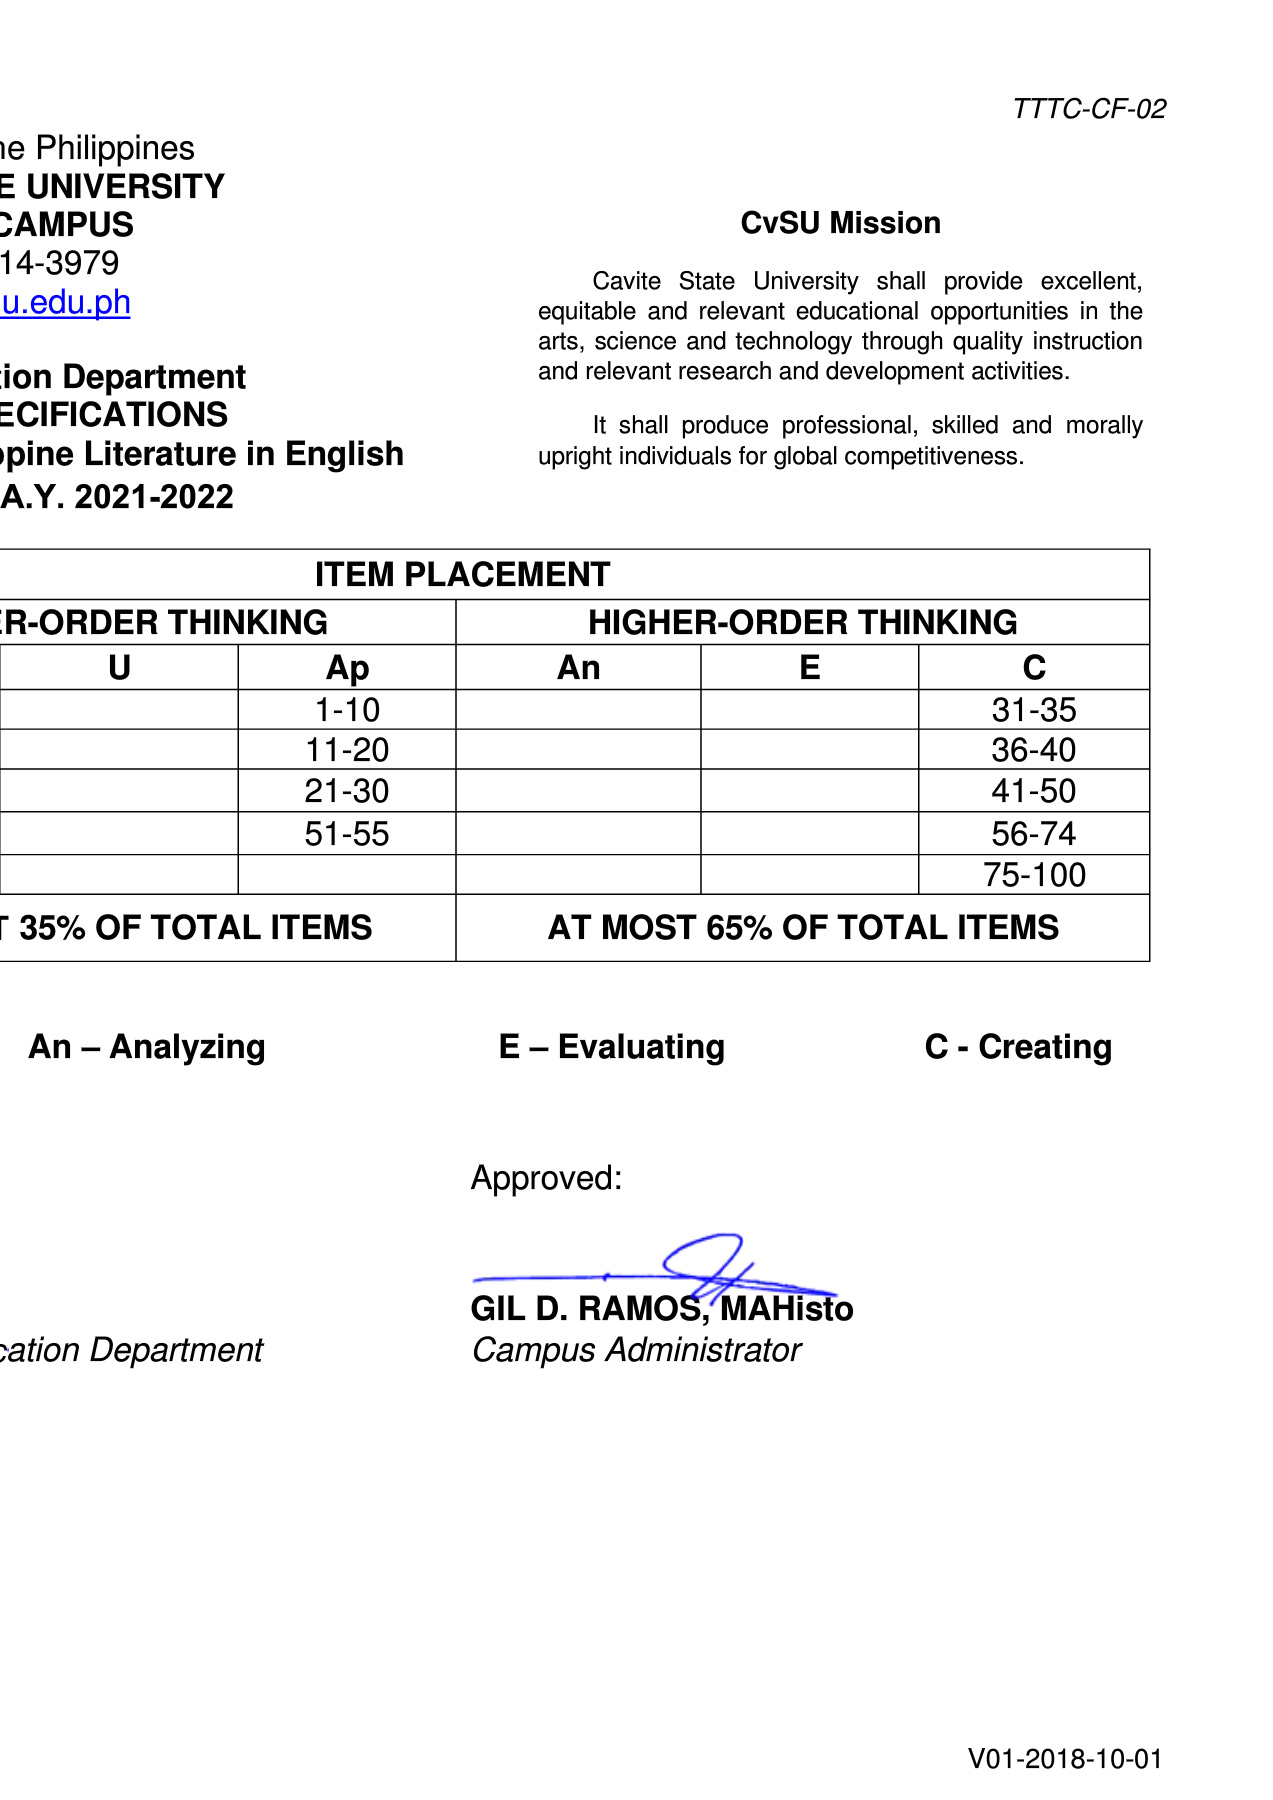 TTTC-CF-02
ne Philippines
E UNIVERSITY
CAMPUS
14-3979
u.edu.ph
tion Department
ECIFICATIONS
ppine Literature in English
A.Y. 2021-2022
CvSU Mission
Cavite State University shall provide excellent,
equitable and relevant educational opportunities in the
arts, science and technology through quality instruction
and relevant research and development activities.
It shall produce professional, skilled and morally
upright individuals for global competitiveness.
ITEM PLACEMENT
ER-ORDER THINKING HIGHER-ORDER THINKING
U Ap An E C
1-10 31-35
11-20 36-40
21-30 41-50
51-55 56-74
75-100
T 35% OF TOTAL ITEMS AT MOST 65% OF TOTAL ITEMS
An – Analyzing E – Evaluating C - Creating
Approved:
GIL D. RAMOS, MAHisto
cation Department Campus Administrator
V01-2018-10-01